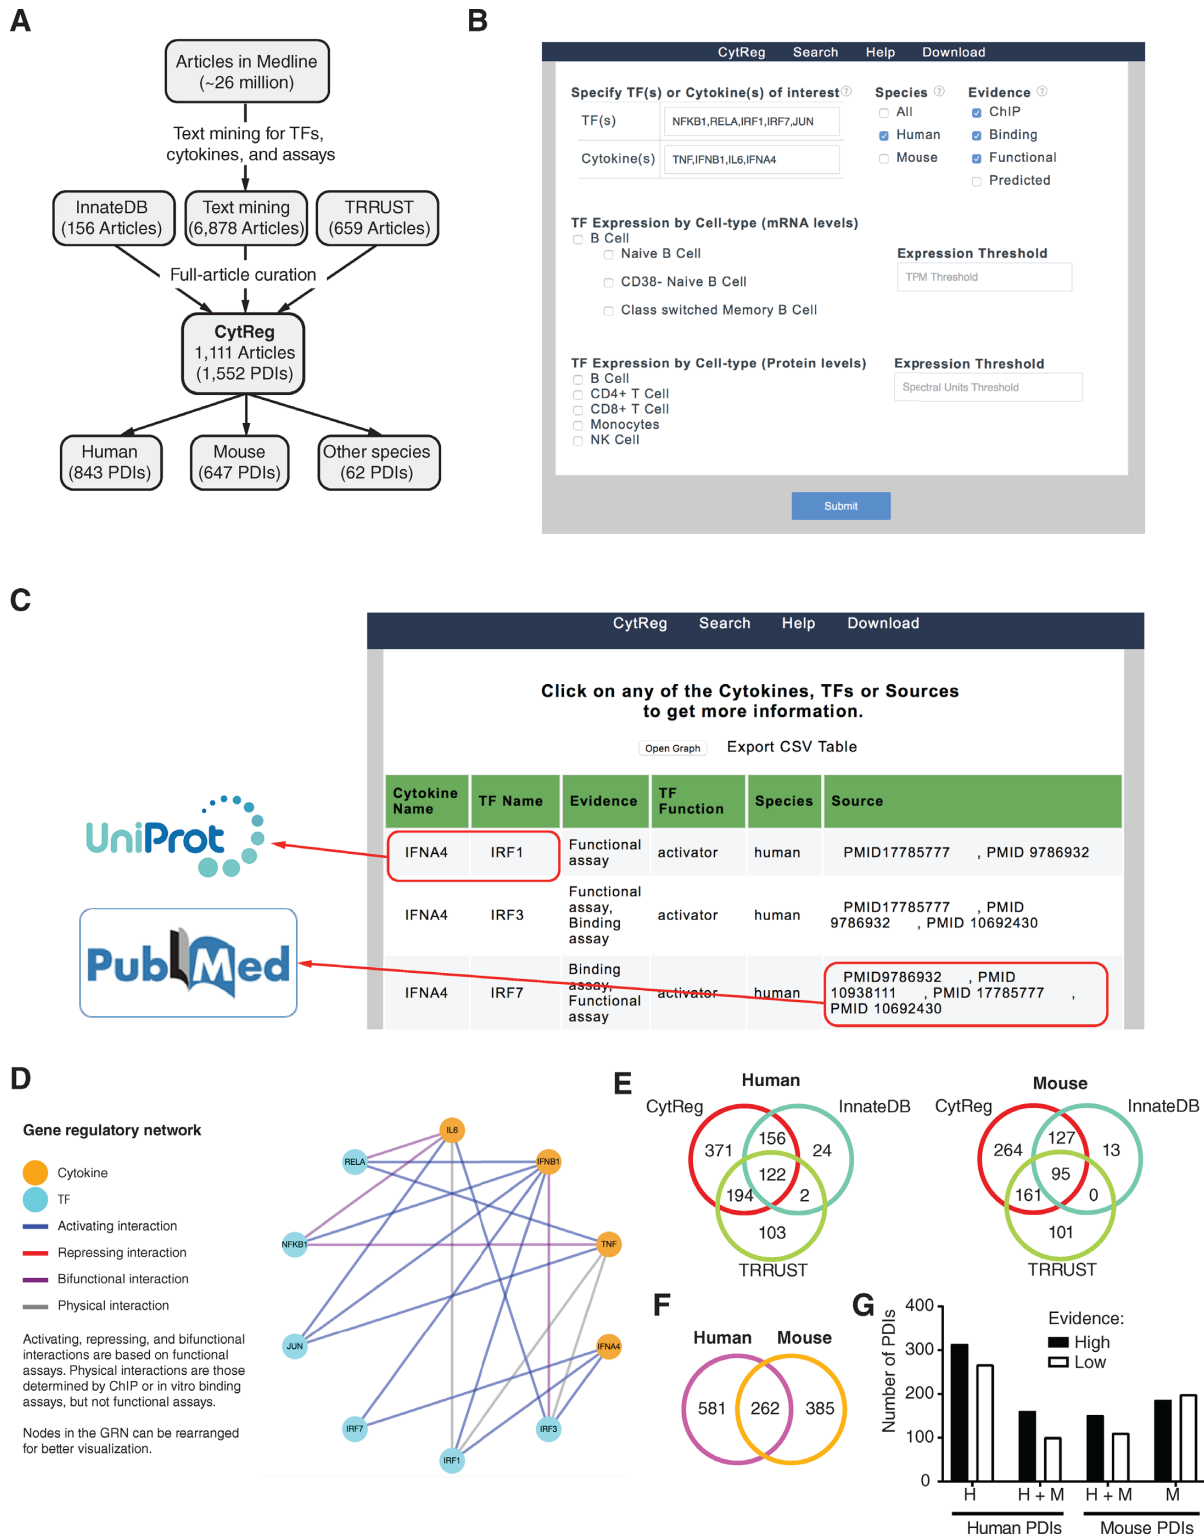 A
Articles in Medline
(~26 million)
Text mining for TFs,
cytokines, and assays
InnateDB
(156 Articles)
Text mining
(6,878 Articles)
TRRUST
(659 Articles)
Full-article curation
CytReg
1,111 Articles
(1,552 PDIs)
Human
(843 PDIs)
Mouse
(647 PDIs)
Other species
(62 PDIs)
B
CytReg Search Help Download
Specify TF(s) or Cytokine(s) of interest ?
TF(s) NFKB1,RELA,IRF1,IRF7,JUN
Cytokine(s) TNF,IFNB1,IL6,IFNA4
Species ?
All
Human
Mouse
Evidence ?
ChIP
Binding
Functional
Predicted
TF Expression by Cell-type (mRNA levels)
B Cell
Naive B Cell
CD38- Naive B Cell
Class switched Memory B Cell
Expression Threshold
TPM Threshold
TF Expression by Cell-type (Protein levels)
B Cell
CD4+ T Cell
CD8+ T Cell
Monocytes
NK Cell
Expression Threshold
Spectral Units Threshold
Submit
C
CytReg Search Help Download
Click on any of the Cytokines, TFs or Sources
to get more information.
Open Graph Export CSV Table
Cytokine
Name
TF Name
Evidence
TF
Function
Species
Source
IFNA4 IRF1
Functional
assay
activator human
PMID17785777 , PMID 9786932
IFNA4 IRF3
Functional
assay,
Binding
assay
activator human
PMID17785777 , PMID
9786932 , PMID 10692430
IFNA4 IRF7
Binding
assay,
Functional
assay
activator human
PMID9786932 , PMID
10938111 , PMID 17785777 ,
PMID 10692430
UniProt
PubMed
D
Gene regulatory network
Cytokine
TF
Activating interaction
Repressing interaction
Bifunctional interaction
Physical interaction
Activating, repressing, and bifunctional
interactions are based on functional
assays. Physical interactions are those
determined by ChIP or in vitro binding
assays, but not functional assays.
Nodes in the GRN can be rearranged
for better visualization.
IL6
RELA
IFNB1
NFKB1
TNF
JUN
IFNA4
IRF7
IRF3
IRF1
E
Human
CytReg
InnateDB
371
156
24
122
194
2
103
TRRUST
Mouse
CytReg
InnateDB
264
127
13
95
161
0
101
TRRUST
F
Human Mouse
581 262 385
G
Number of PDIs
400
300
200
100
0
Evidence:
High
Low
H H + M H + M M
Human PDIs Mouse PDIs